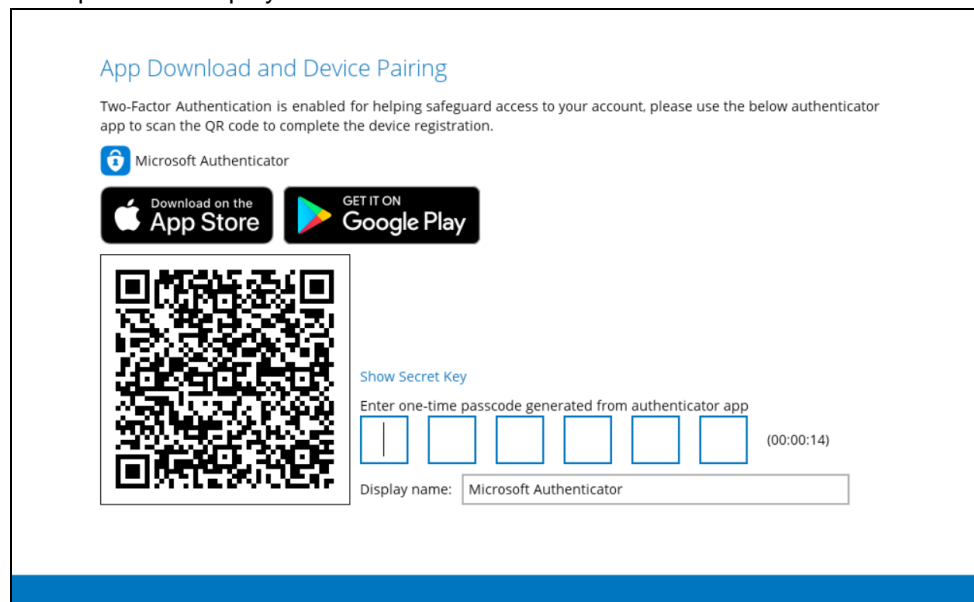 App Download and Device Pairing
Two-Factor Authentication is enabled for helping safeguard access to your account, please use the below authenticator
app to scan the QR code to complete the device registration.
Microsoft Authenticator
Download on the
App Store
GET IT ON
Google Play
Show Secret Key
Enter one-time passcode generated from authenticator app
(00:00:14)
Display name: Microsoft Authenticator